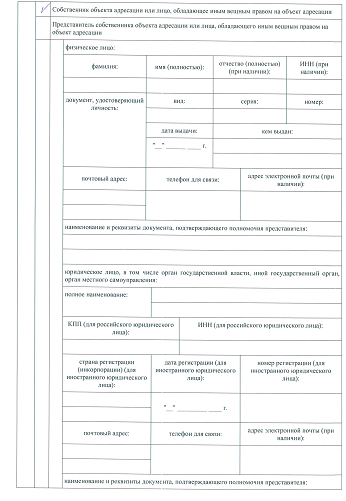 Собственник объекта адресации или лицо, обладающее иным вещным правом на объект адресации
Представитель собственника объекта адресации или лица, обладающего иным вещным правом на
объект адресации
физическое лицо:
фамилия: имя (полностью): отчество (полностью) (при наличии): ИНН (при наличии):
документ, удостоверяющий личность: вид: серия: номер:
дата выдачи: кем выдан:
"__" ______ ____ г.
почтовый адрес: телефон для связи: адрес электронной почты (при наличии):
наименование и реквизиты документа, подтверждающего полномочия представителя:
юридическое лицо, в том числе орган государственной власти, иной государственный орган,
орган местного самоуправления:
полное наименование:
КПП (для российского юридического лица): ИНН (для российского юридического лица):
страна регистрации (инкорпорации) (для иностранного юридического лица): дата регистрации (для иностранного юридического лица): номер регистрации (для иностранного юридического лица):
"__" ________ ____ г.
почтовый адрес: телефон для связи: адрес электронной почты (при наличии):
наименование и реквизиты документа, подтверждающего полномочия представителя: